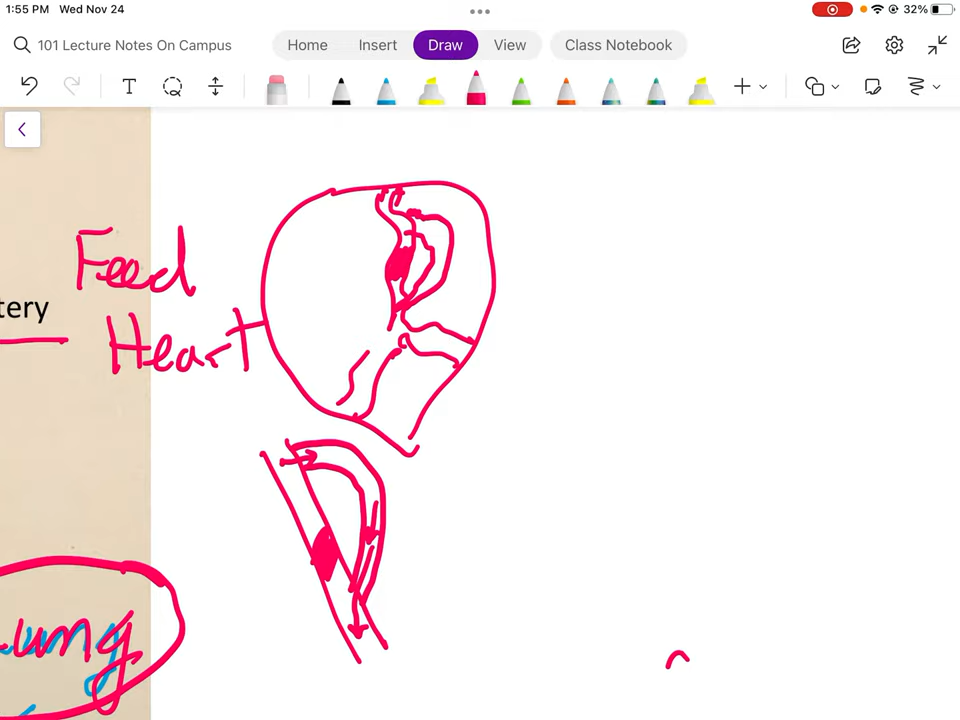 1:55 PM Wed Nov 24
32%
101 Lecture Notes On Campus
Home Insert Draw View Class Notebook
Feed
tery
Heart
Lung